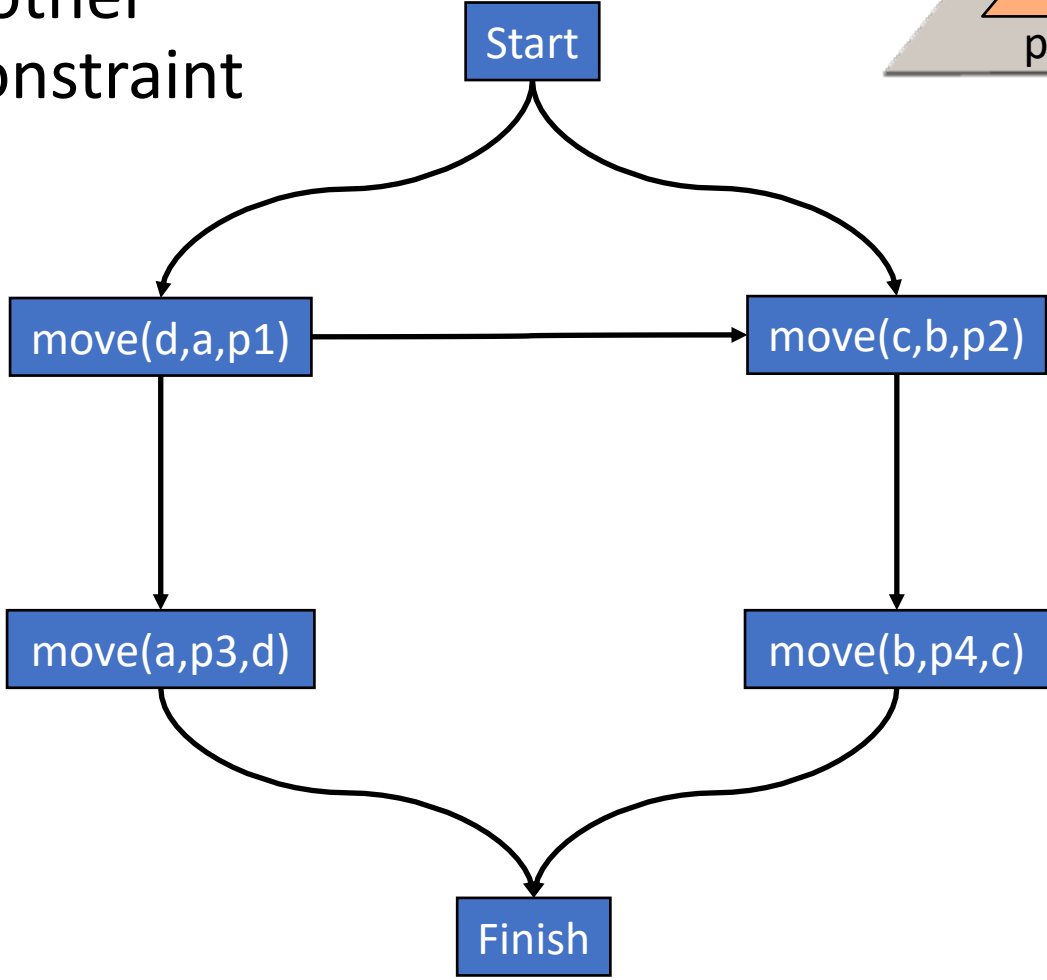 onstraint
Start
p
move(d,a,p1)
move(c,b,p2)
move(a,p3,d)
move(b,p4,c)
Finish